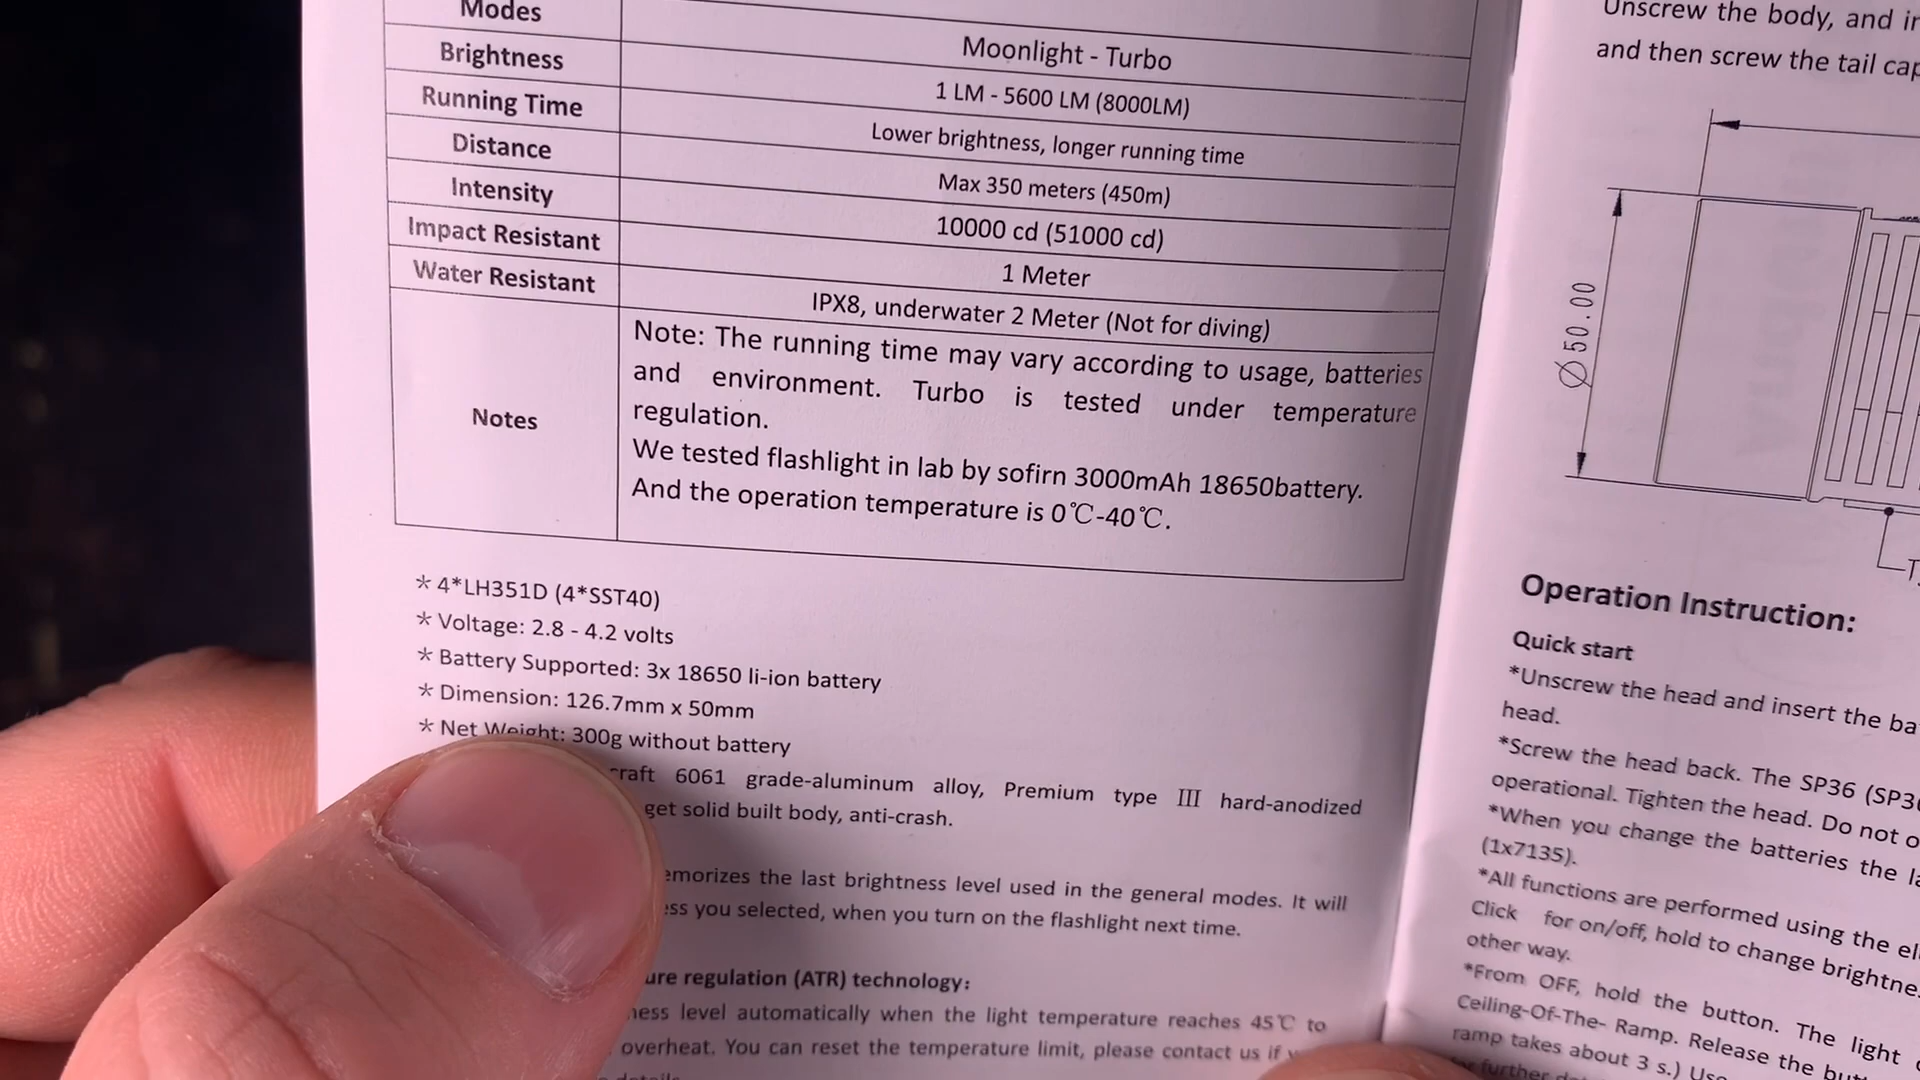 Modes
Moonlight - Turbo
Brightness
1 LM - 5600 LM (8000LM)
Running Time
Lower brightness, longer running time
Distance
Max 350 meters (450m)
Intensity
10000 cd (51000 cd)
Impact Resistant
1 Meter
Water Resistant
IPX8, underwater 2 Meter (Not for diving)
Notes
Note: The running time may vary according to usage, batteries
and environment. Turbo is tested under temperature
regulation.
We tested flashlight in lab by sofirn 3000mAh 18650battery.
And the operation temperature is 0℃-40℃.
* 4*LH351D (4*SST40)
* Voltage: 2.8 - 4.2 volts
* Battery Supported: 3x 18650 li-ion battery
* Dimension: 126.7mm x 50mm
* Net Weight: 300g without battery
craft 6061 grade-aluminum alloy, Premium type III hard-anodized
get solid built body, anti-crash.
emorizes the last brightness level used in the general modes. It will
ess you selected, when you turn on the flashlight next time.
ure regulation (ATR) technology:
ness level automatically when the light temperature reaches 45℃ to
overheat. You can reset the temperature limit, please contact us if
Unscrew the body, and in
and then screw the tail cap
Ø50.00
Operation Instruction:
Quick start
*Unscrew the head and insert the ba
head.
*Screw the head back. The SP36 (SP3
operational. Tighten the head. Do not o
*When you change the batteries the la
(1x7135).
*All functions are performed using the el
Click for on/off, hold to change brightne
other way.
*From OFF, hold the button. The light
Ceiling-Of-The- Ramp. Release the but
ramp takes about 3 s.) Us
for further de